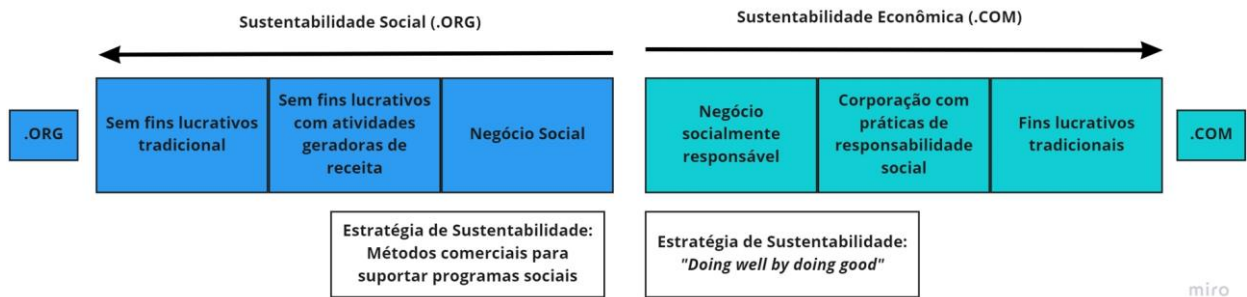 Sustentabilidade Social (.ORG)
Sustentabilidade Econômica (.COM)
.ORG
Sem fins lucrativos
tradicional
Sem fins lucrativos
com atividades
geradoras de
receita
Negócio Social
Negócio
socialmente
responsável
Corporação com
práticas de
responsabilidade
social
Fins lucrativos
tradicionais
.COM
Estratégia de Sustentabilidade:
Métodos comerciais para
suportar programas sociais
Estratégia de Sustentabilidade:
"Doing well by doing good"
miro